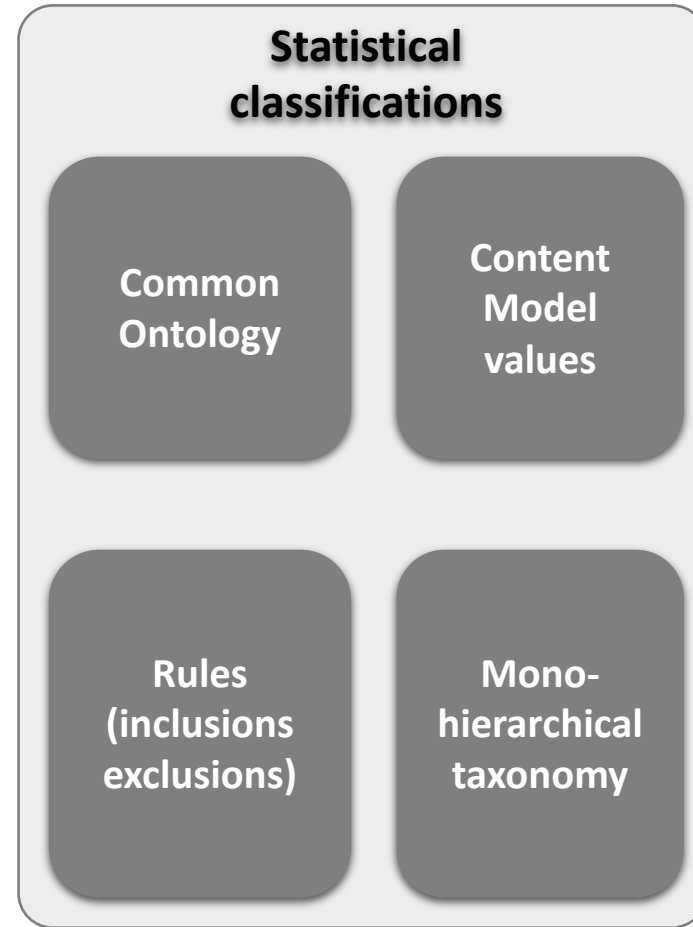 Statistical
classifications
Common
Ontology
Content
Model
values
Rules
(inclusions
exclusions)
Mono-
hierarchical
taxonomy